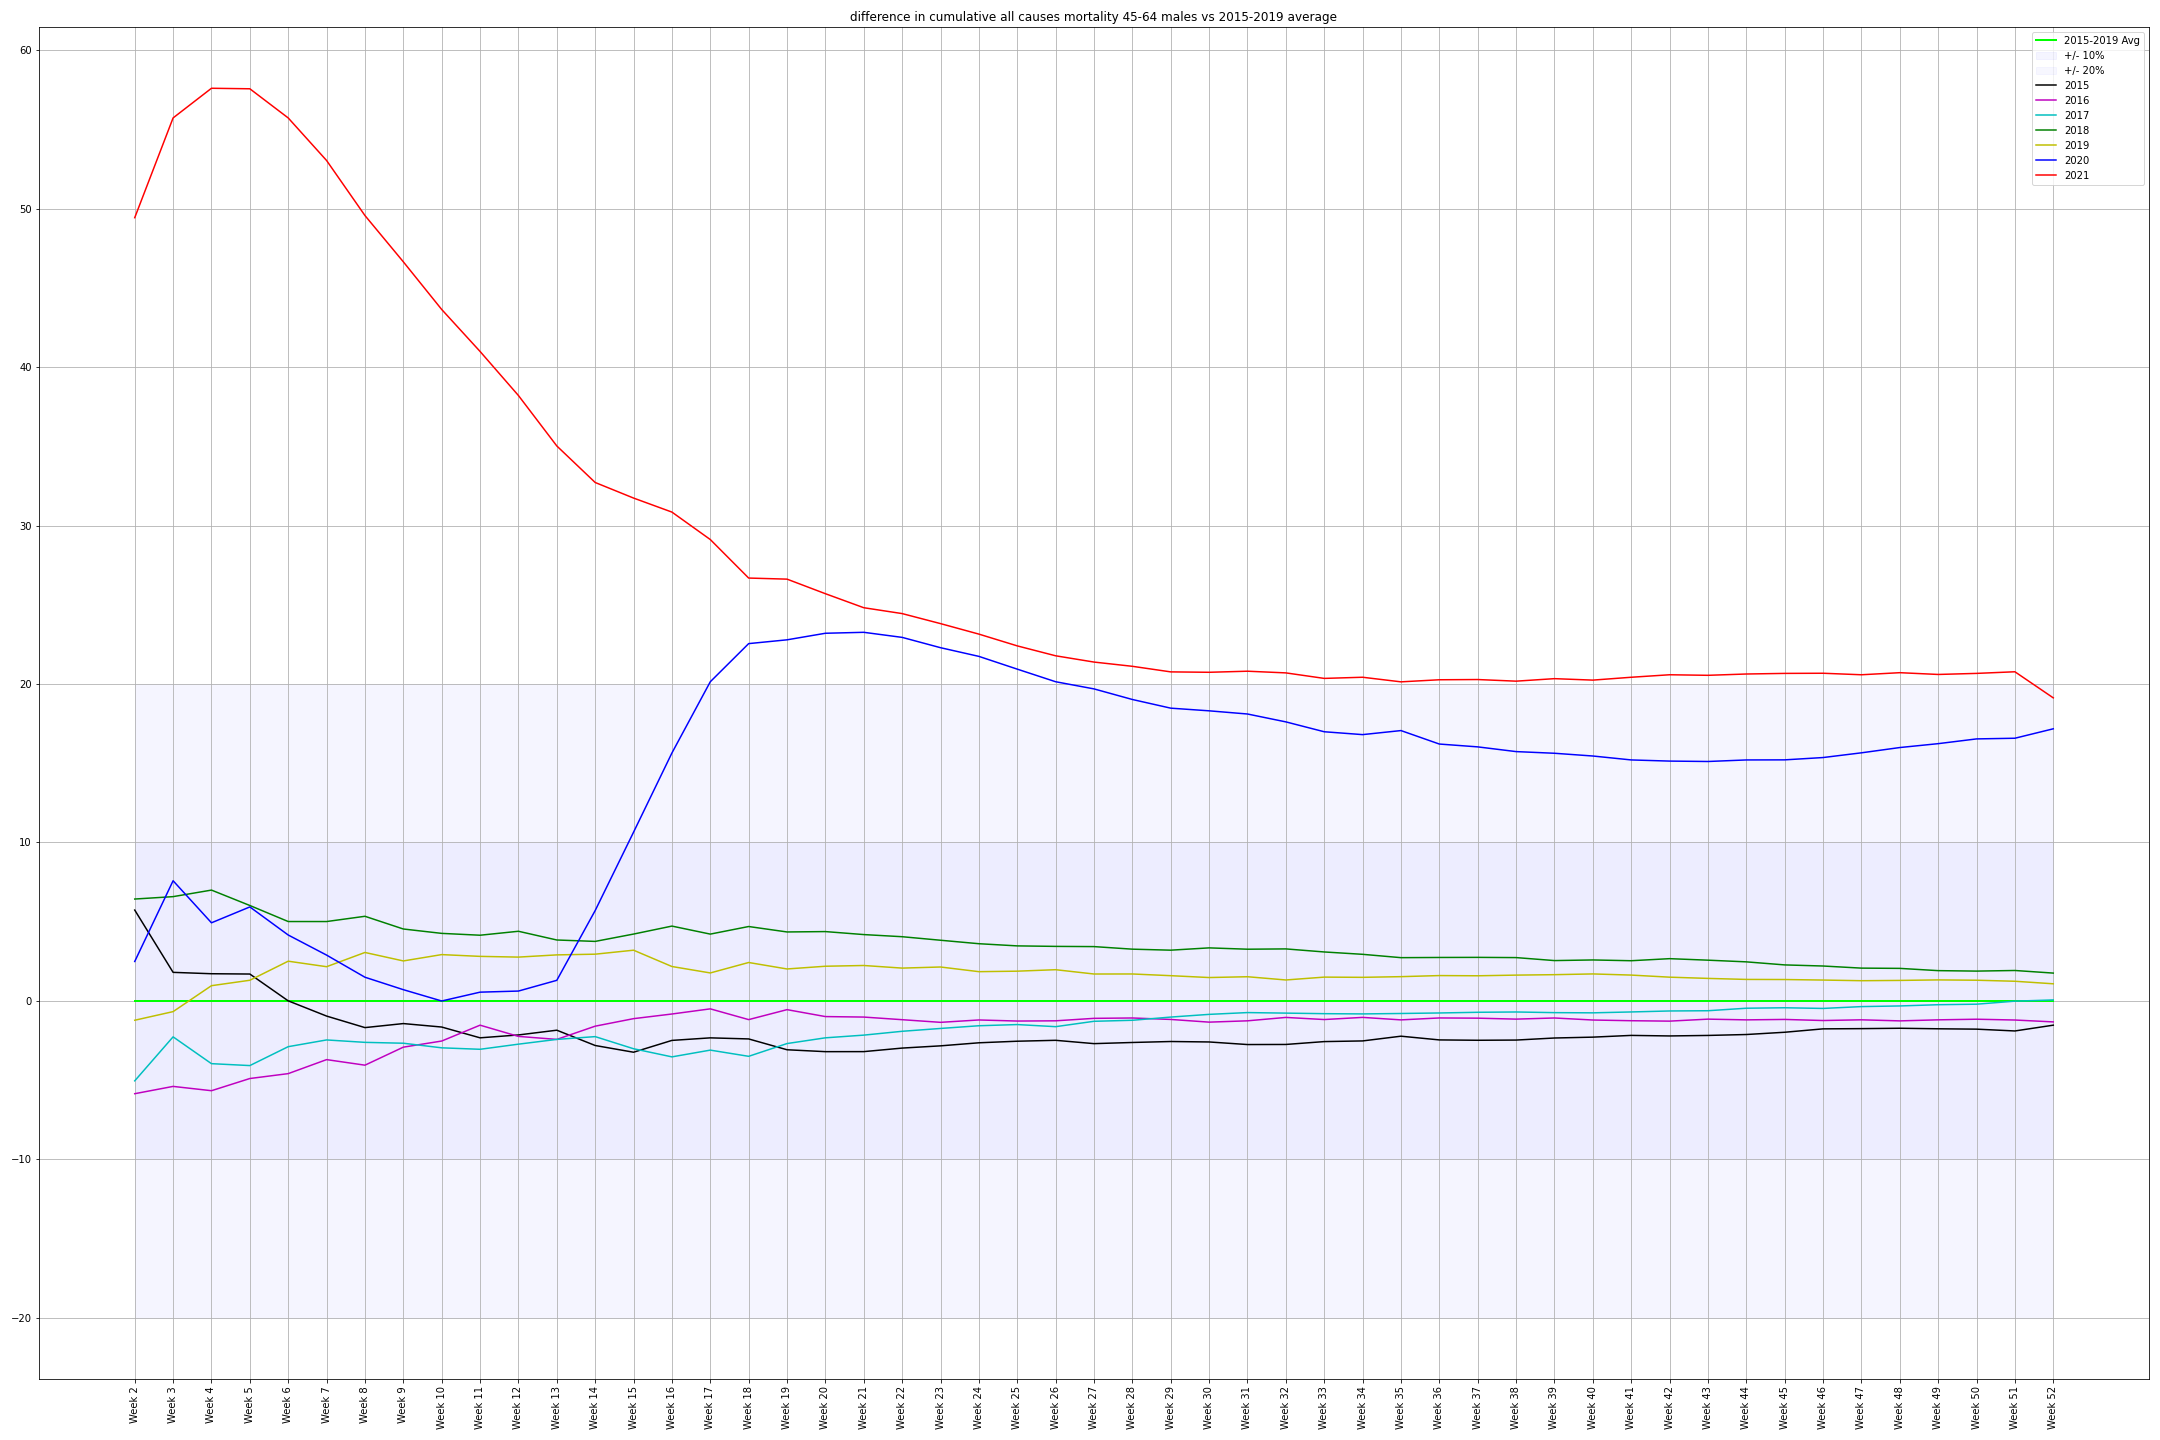 difference in cumulative all causes mortality 45-64 males vs 2015-2019 average
60
50
40
30
20
10
0
−10
−20
2015-2019 Avg
+/- 10%
+/- 20%
2015
2016
2017
2018
2019
2020
2021
Week 2
Week 3
Week 4
Week 5
Week 6
Week 7
Week 8
Week 9
Week 10
Week 11
Week 12
Week 13
Week 14
Week 15
Week 16
Week 17
Week 18
Week 19
Week 20
Week 21
Week 22
Week 23
Week 24
Week 25
Week 26
Week 27
Week 28
Week 29
Week 30
Week 31
Week 32
Week 33
Week 34
Week 35
Week 36
Week 37
Week 38
Week 39
Week 40
Week 41
Week 42
Week 43
Week 44
Week 45
Week 46
Week 47
Week 48
Week 49
Week 50
Week 51
Week 52